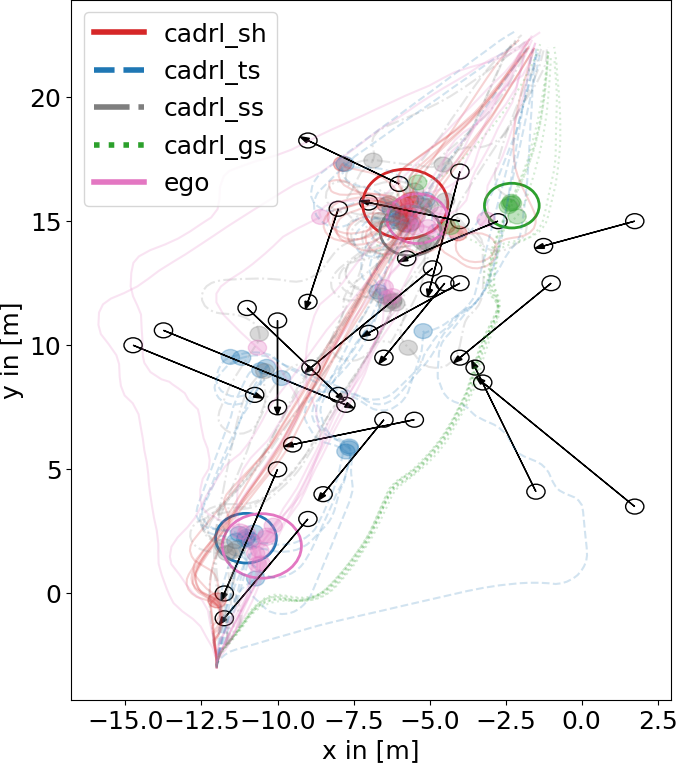 cadrl_sh
cadrl_ts
cadrl_ss
cadrl_gs
ego
20
15
10
5
0
y in [m]
−15.0 −12.5 −10.0 −7.5 −5.0 −2.5 0.0 2.5
x in [m]